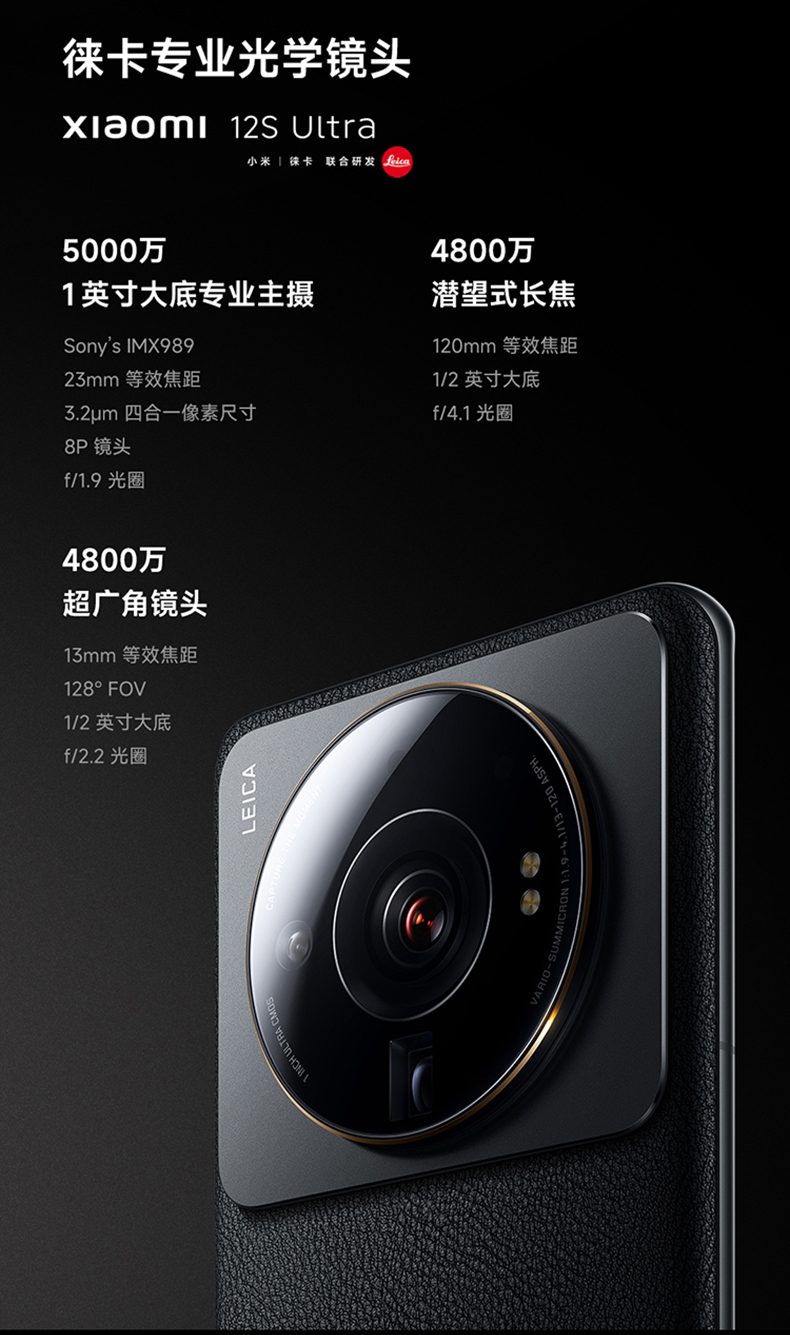 徕卡专业光学镜头
xiaomi 12S Ultra
小米｜徕卡 联合研发 Leica
5000万
1英寸大底专业主摄
Sony's IMX989
23mm 等效焦距
3.2μm 四合一像素尺寸
8P 镜头
f/1.9 光圈
4800万
潜望式长焦
120mm 等效焦距
1/2 英寸大底
f/4.1 光圈
4800万
超广角镜头
13mm 等效焦距
128° FOV
1/2 英寸大底
f/2.2 光圈
LEICA
VARIO-SUMMICRON 1:1.9-4.1/13-120 ASPH.
1 INCH ULTRA CMOS